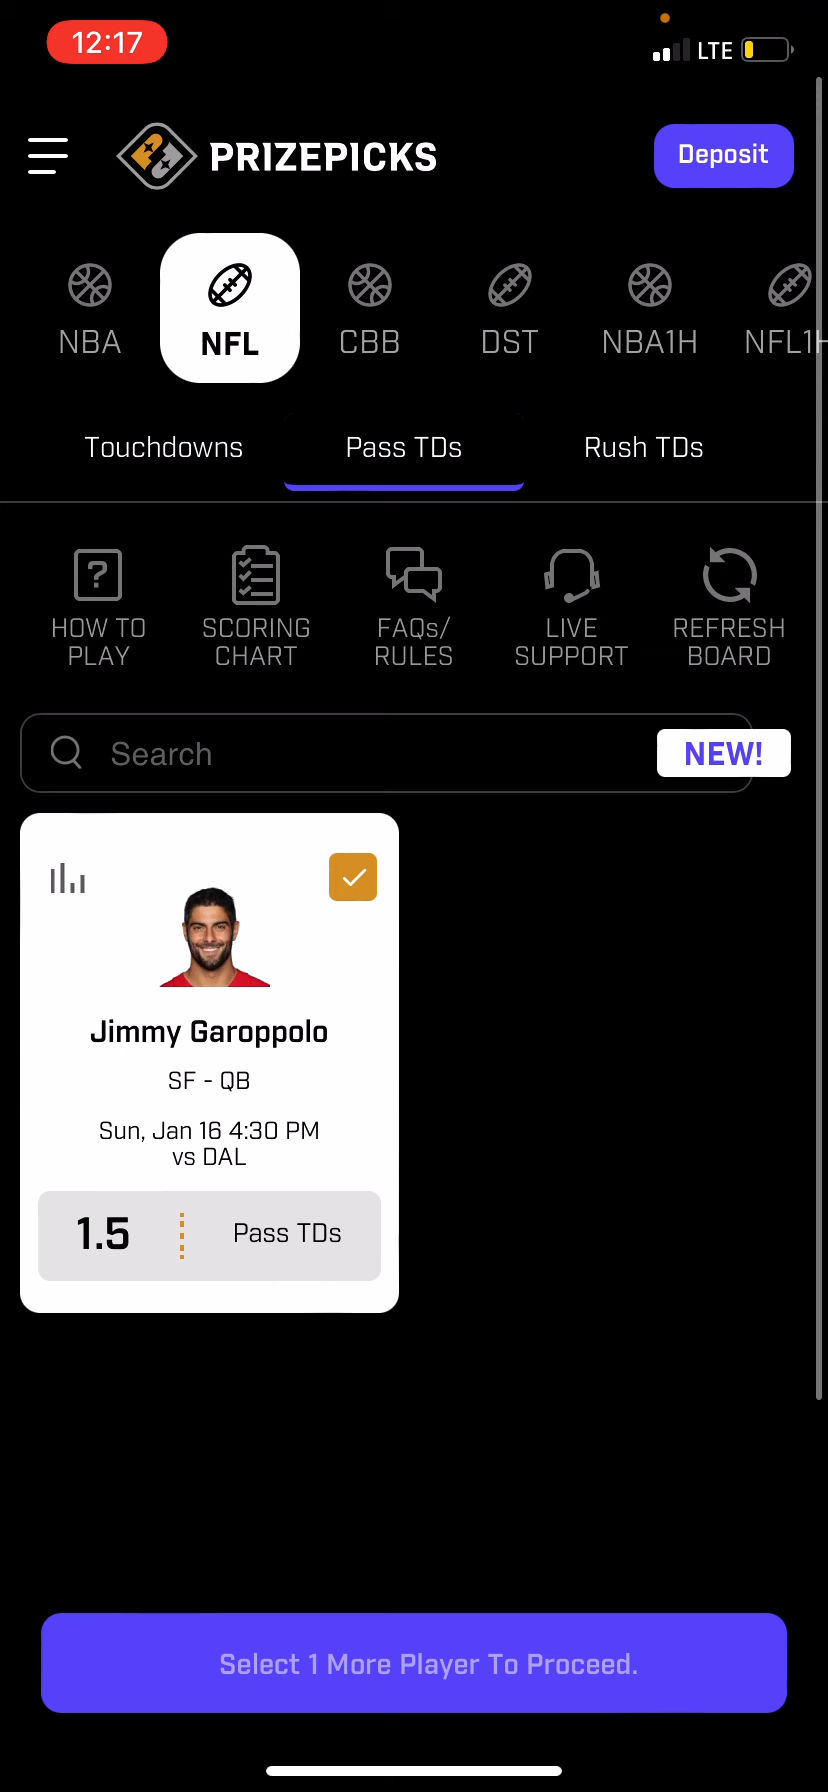 12:17
LTE
PRIZEPICKS
Deposit
NBA
NFL
CBB
DST
NBA1H
NFL1H
Touchdowns
Pass TDs
Rush TDs
?
HOW TO
PLAY
SCORING
CHART
FAQs/
RULES
LIVE
SUPPORT
REFRESH
BOARD
Search
NEW!
Jimmy Garoppolo
SF - QB
Sun, Jan 16 4:30 PM
vs DAL
1.5
Pass TDs
Select 1 More Player To Proceed.